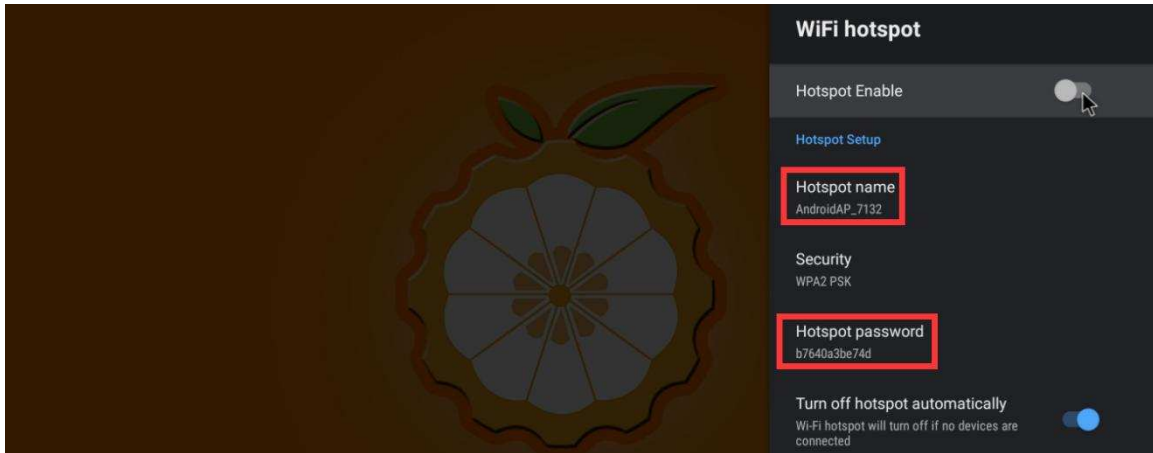 WiFi hotspot
Hotspot Enable
Hotspot Setup
Hotspot name
AndroidAP_7132
Security
WPA2 PSK
Hotspot password
b7640a3be74d
Turn off hotspot automatically
Wi-Fi hotspot will turn off if no devices are
connected